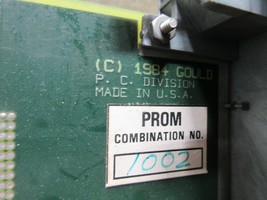 (C) 1984 GOULD
P. C. DIVISION
MADE IN U.S.A.
PROM
COMBINATION NO.
1002